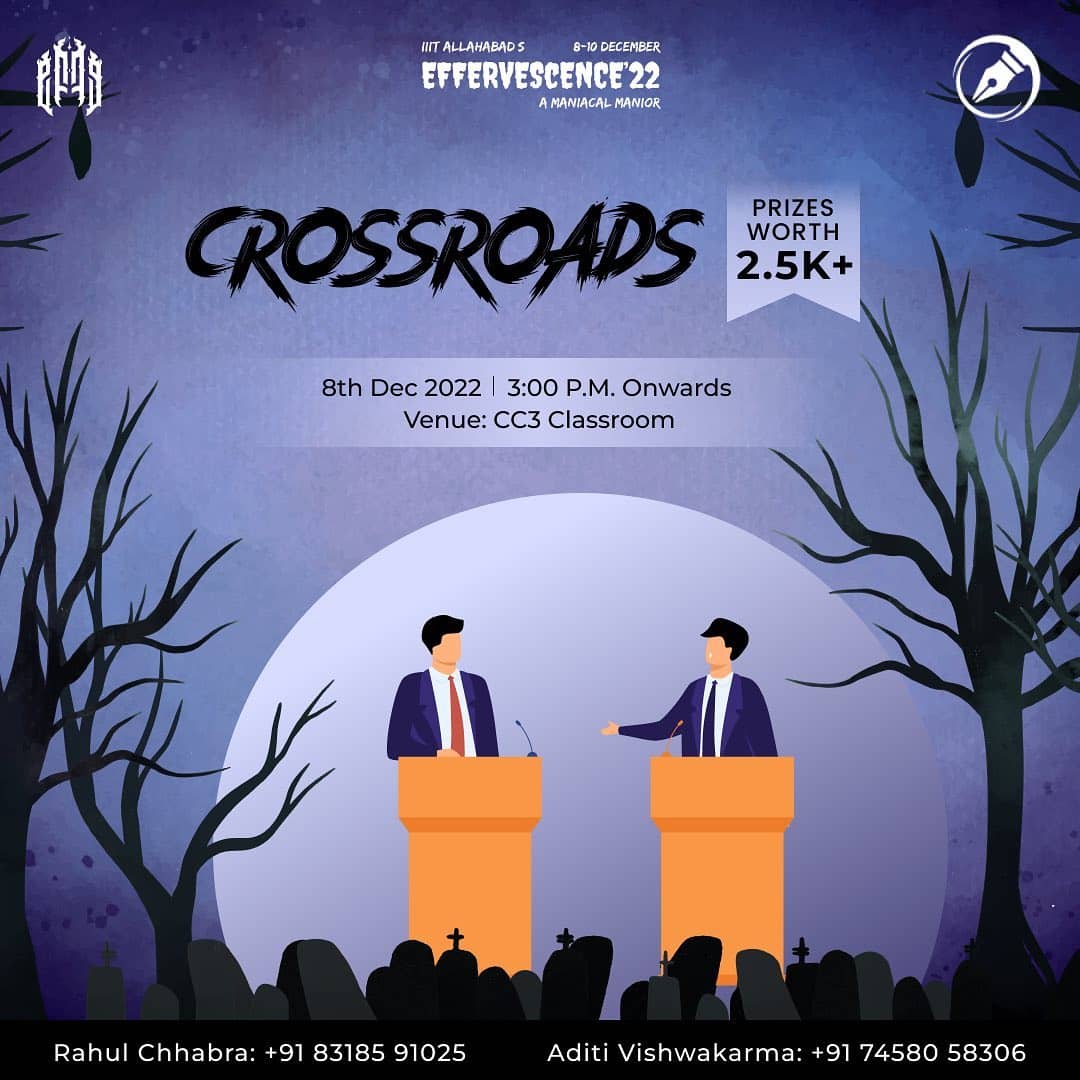 IIIT ALLAHABAD S 8-10 DECEMBER
EFFERVESCENCE'22
A MANIACAL MANIOR
CROSSROADS
PRIZES
WORTH
2.5K+
8th Dec 2022 | 3:00 P.M. Onwards
Venue: CC3 Classroom
Rahul Chhabra: +91 83185 91025
Aditi Vishwakarma: +91 74580 58306